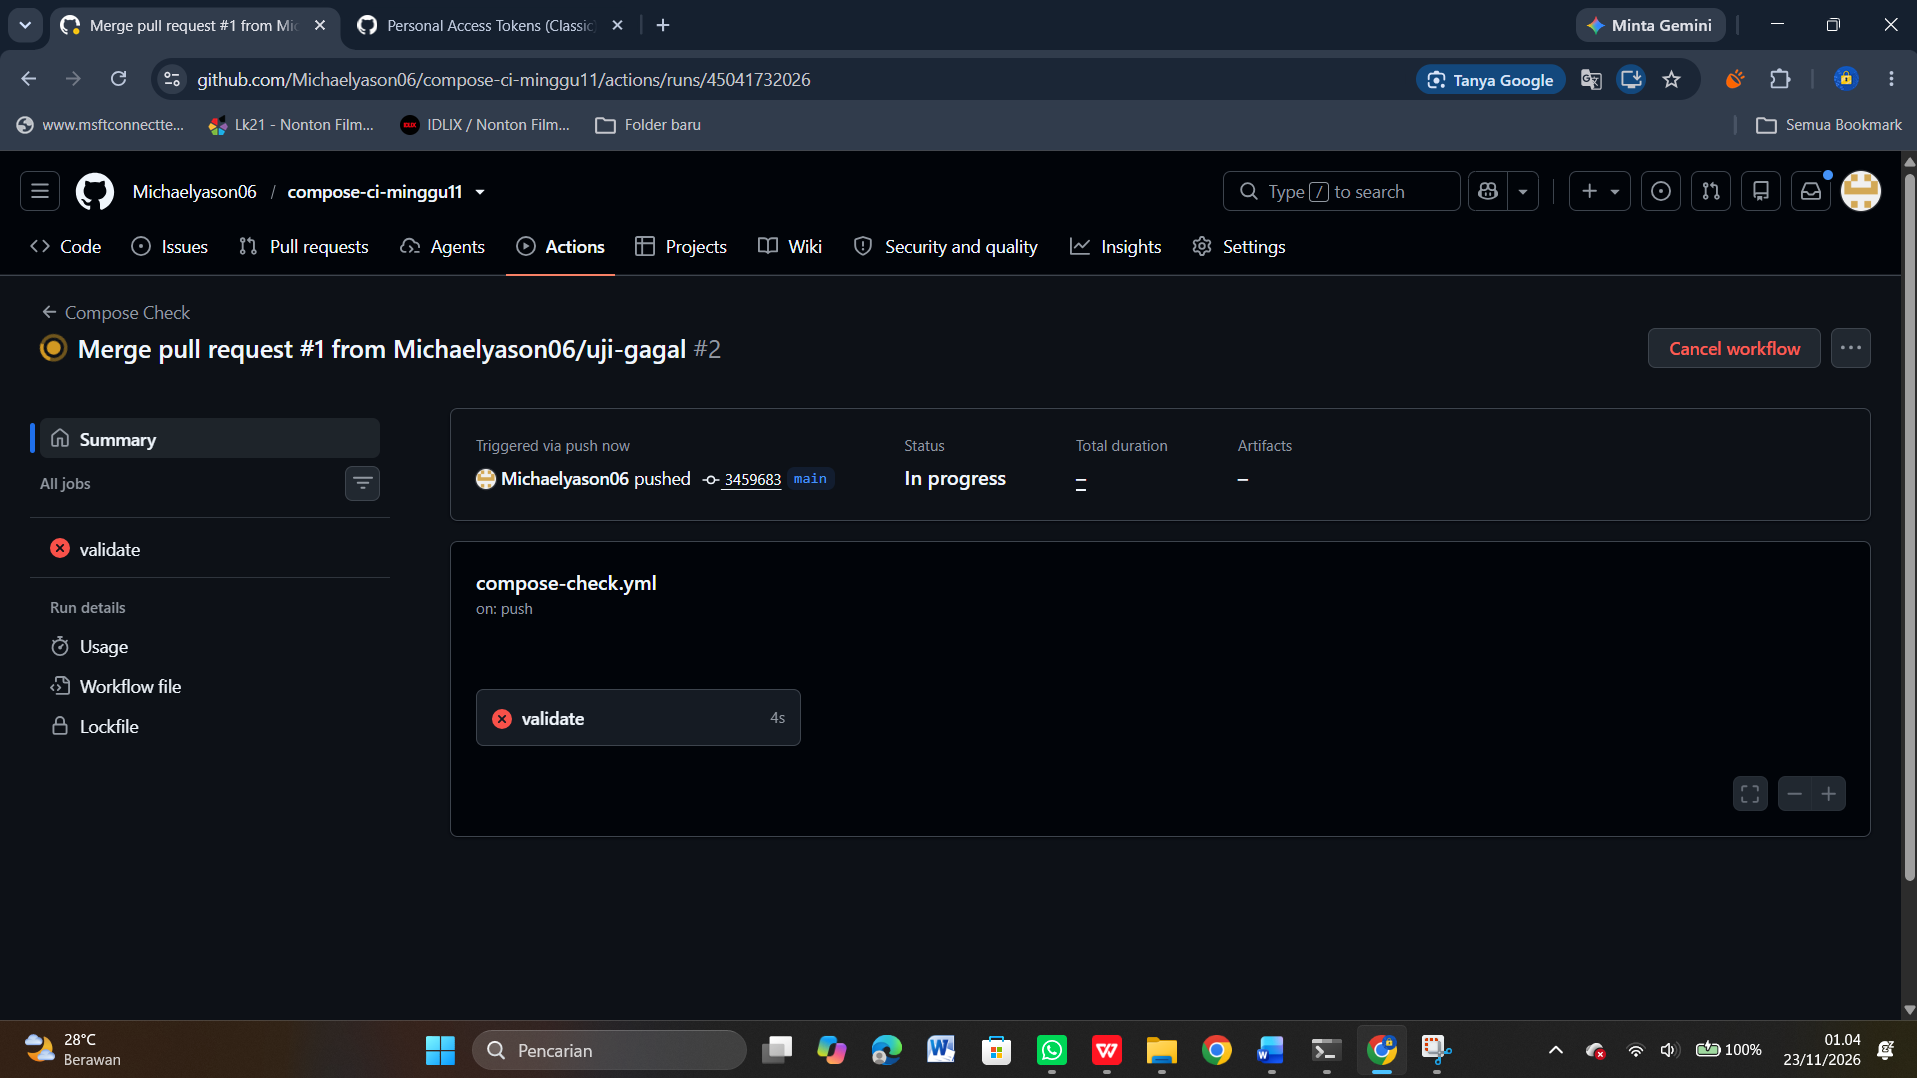 Merge pull request #1 from Mic
Personal Access Tokens (Classic)
Minta Gemini
github.com/Michaelyason06/compose-ci-minggu11/actions/runs/45041732026
Tanya Google
www.msftconnectte...
Lk21 - Nonton Film...
IDLIX / Nonton Film...
Folder baru
Semua Bookmark
Michaelyason06 / compose-ci-minggu11
Type / to search
Code
Issues
Pull requests
Agents
Actions
Projects
Wiki
Security and quality
Insights
Settings
Compose Check
Merge pull request #1 from Michaelyason06/uji-gagal #2
Cancel workflow
Summary
All jobs
validate
Run details
Usage
Workflow file
Lockfile
Triggered via push now
Michaelyason06 pushed 3459683 main
Status
In progress
Total duration
–
Artifacts
–
compose-check.yml
on: push
validate
4s
28°C
Berawan
Pencarian
100%
01.04
23/11/2026